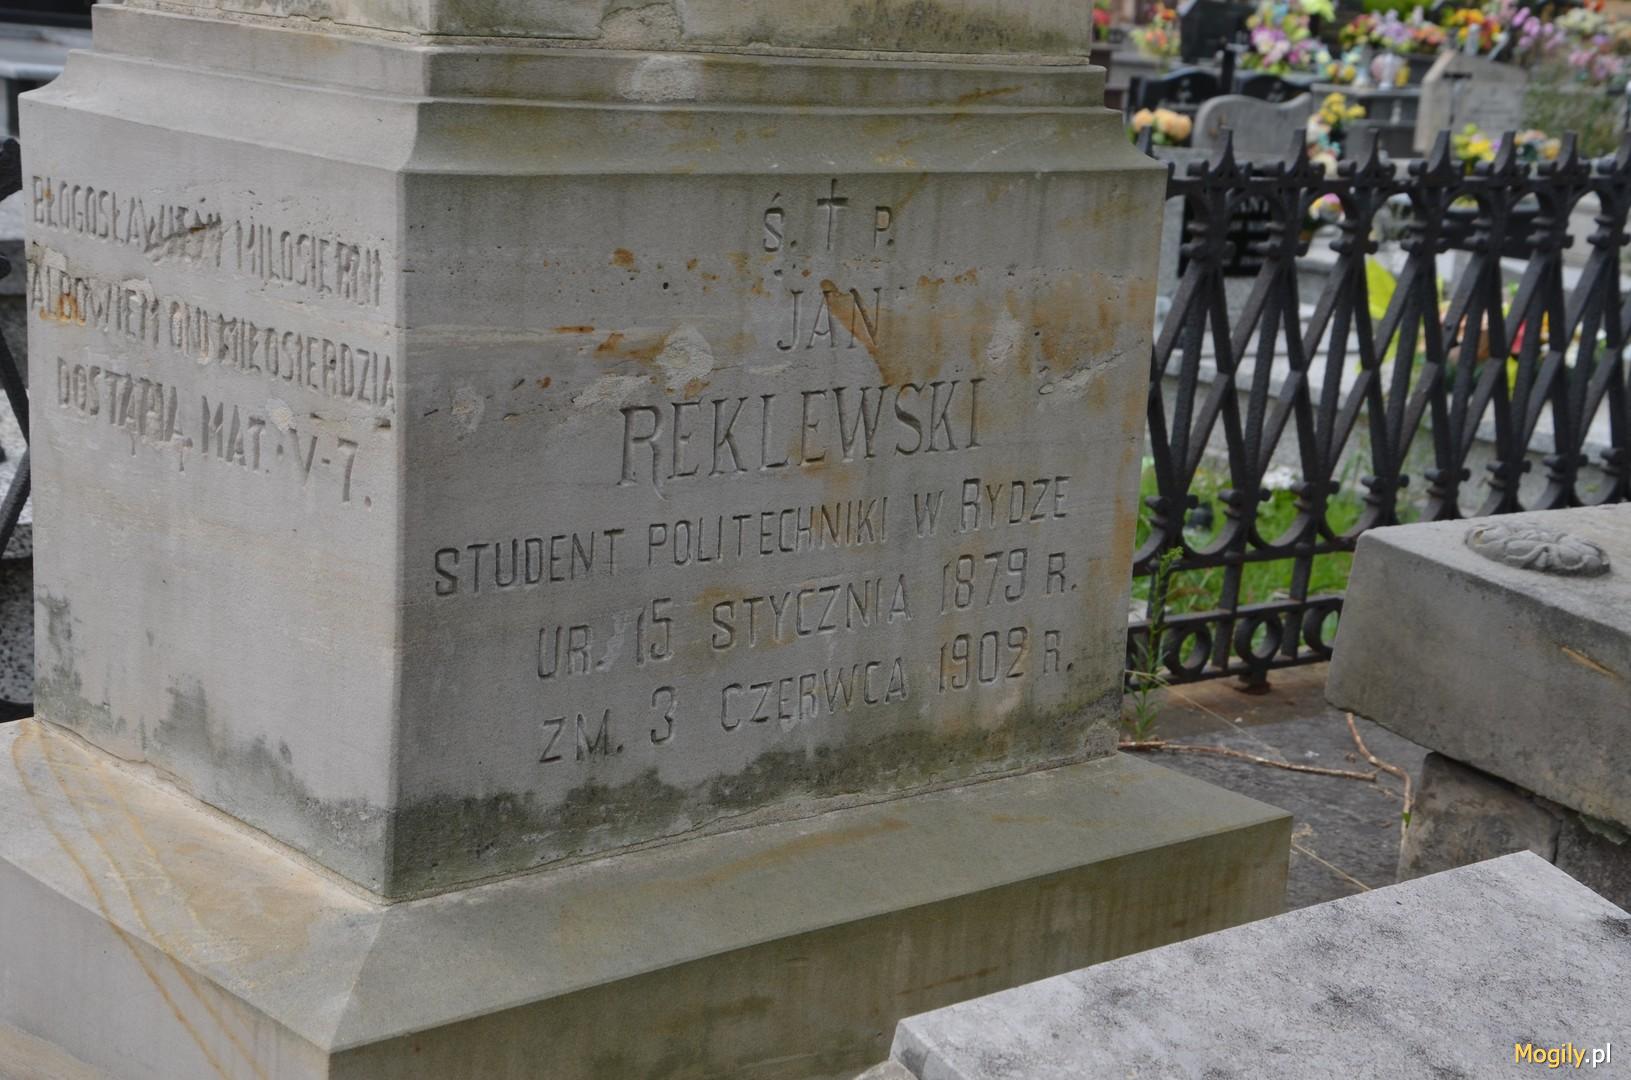 BŁOGOSŁAWIENI MIŁOSIERNI
ALBOWIEM ONI MIŁOSIERDZIA
DOSTĄPIĄ. MAT. V-7.
Ś. † P.
JAN
REKLEWSKI
STUDENT POLITECHNIKI W RYDZE
UR. 15 STYCZNIA 1879 R.
ZM. 3 CZERWCA 1902 R.
Mogily.pl